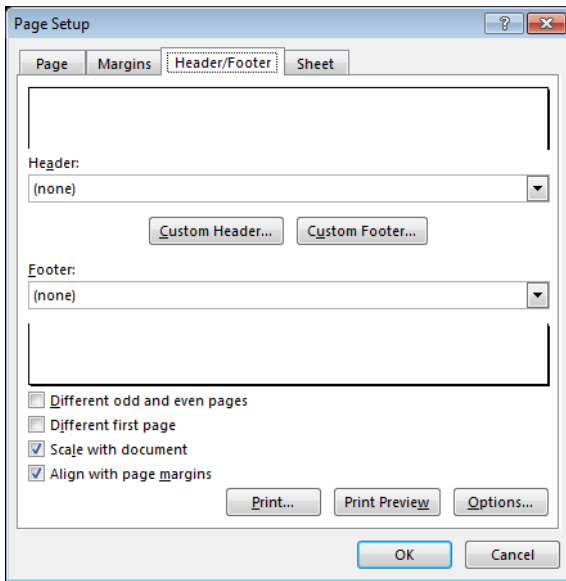 Page Setup
Page Margins Header/Footer Sheet
Header:
(none)
Custom Header... Custom Footer...
Footer:
(none)
Different odd and even pages
Different first page
Scale with document
Align with page margins
Print... Print Preview Options...
OK Cancel